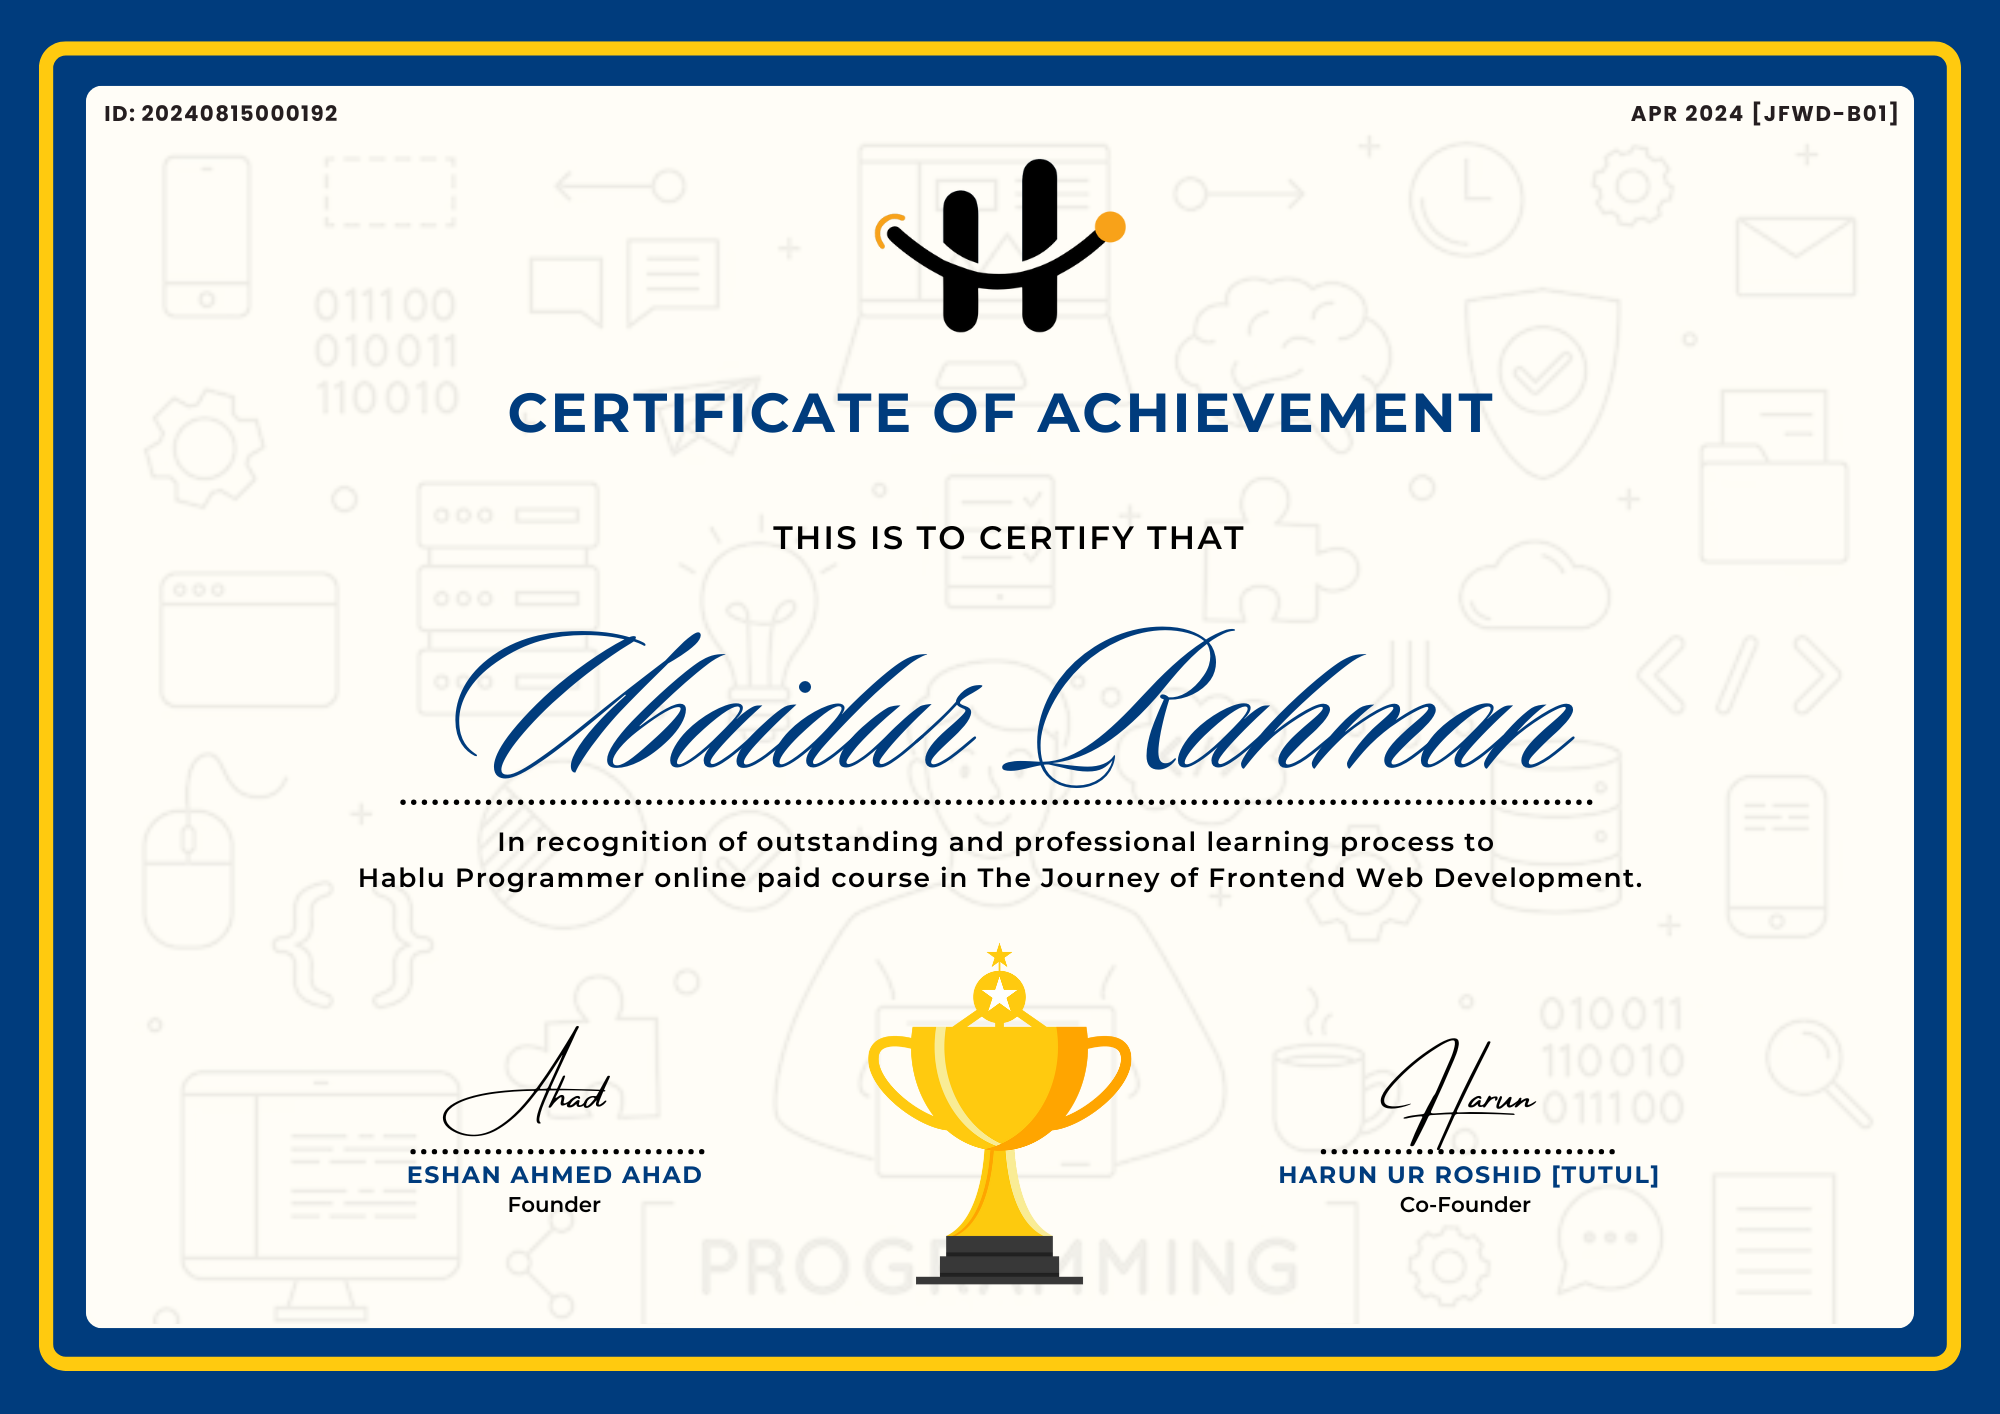 ID: 20240815000192
APR 2024 [JFWD-B01]
011100
010011
110010
CERTIFICATE OF ACHIEVEMENT
THIS IS TO CERTIFY THAT
Ubaidur Rahman
In recognition of outstanding and professional learning process to
Hablu Programmer online paid course in The Journey of Frontend Web Development.
010011
110010
011100
Ahad
Harun
ESHAN AHMED AHAD
HARUN UR ROSHID [TUTUL]
Founder
Co-Founder
PROGRAMMING